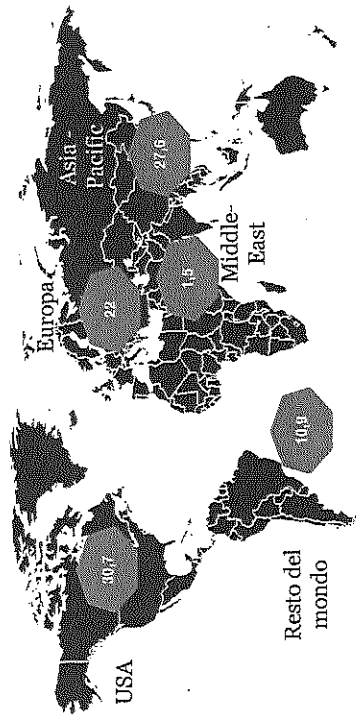 Europa
22
Asia -
Pacific
27,6
30,7
USA
1,5
Middle-
East
10,9
Resto del
mondo